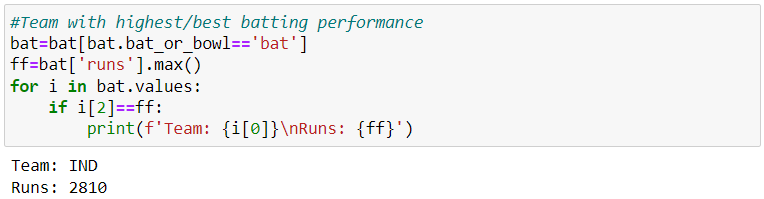 #Team with highest/best batting performance
bat=bat[bat.bat_or_bowl=='bat']
ff=bat['runs'].max()
for i in bat.values:
    if i[2]==ff:
        print(f'Team: {i[0]}\nRuns: {ff}')
Team: IND
Runs: 2810